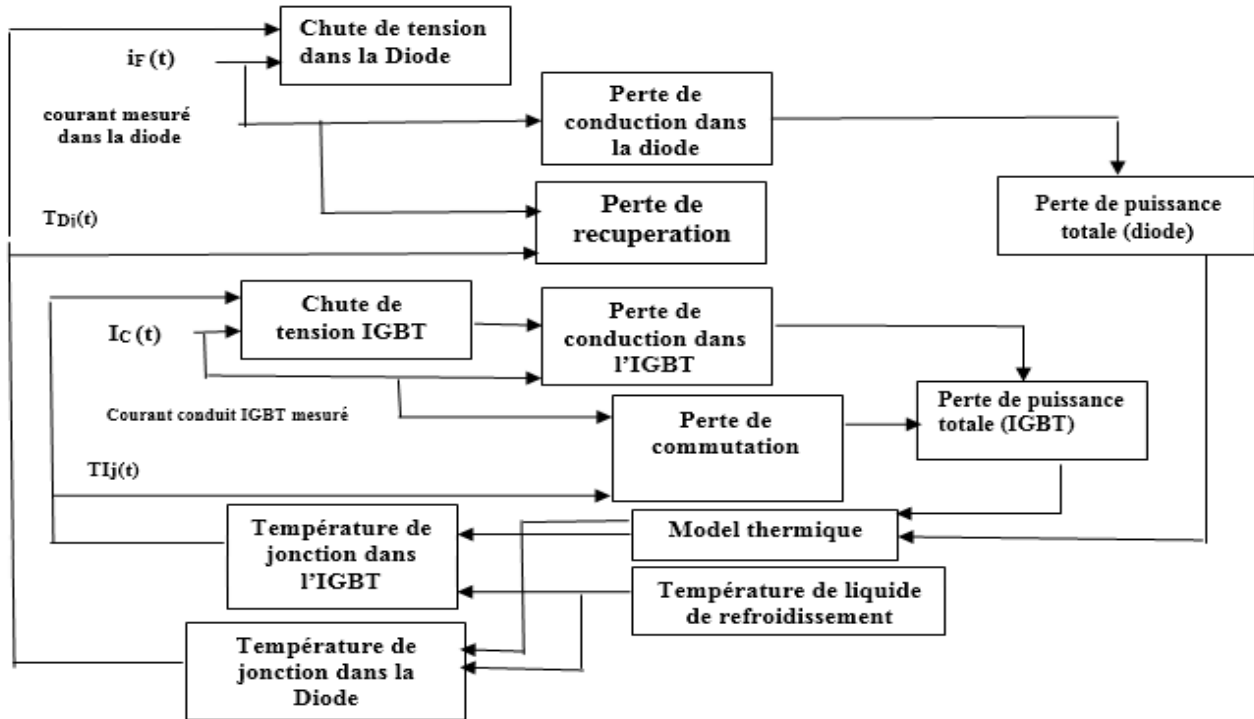 Chute de tension
dans la Diode
iF (t)
courant mesuré
dans la diode
Perte de
conduction dans
la diode
TDj(t)
Perte de
recuperation
Perte de puissance
totale (diode)
Chute de
tension IGBT
IC (t)
Perte de
conduction dans
l’IGBT
Courant conduit IGBT mesuré
Perte de
commutation
Perte de puissance
totale (IGBT)
TIj(t)
Température de
jonction dans
l’IGBT
Model thermique
Température de liquide
de refroidissement
Température de
jonction dans la
Diode